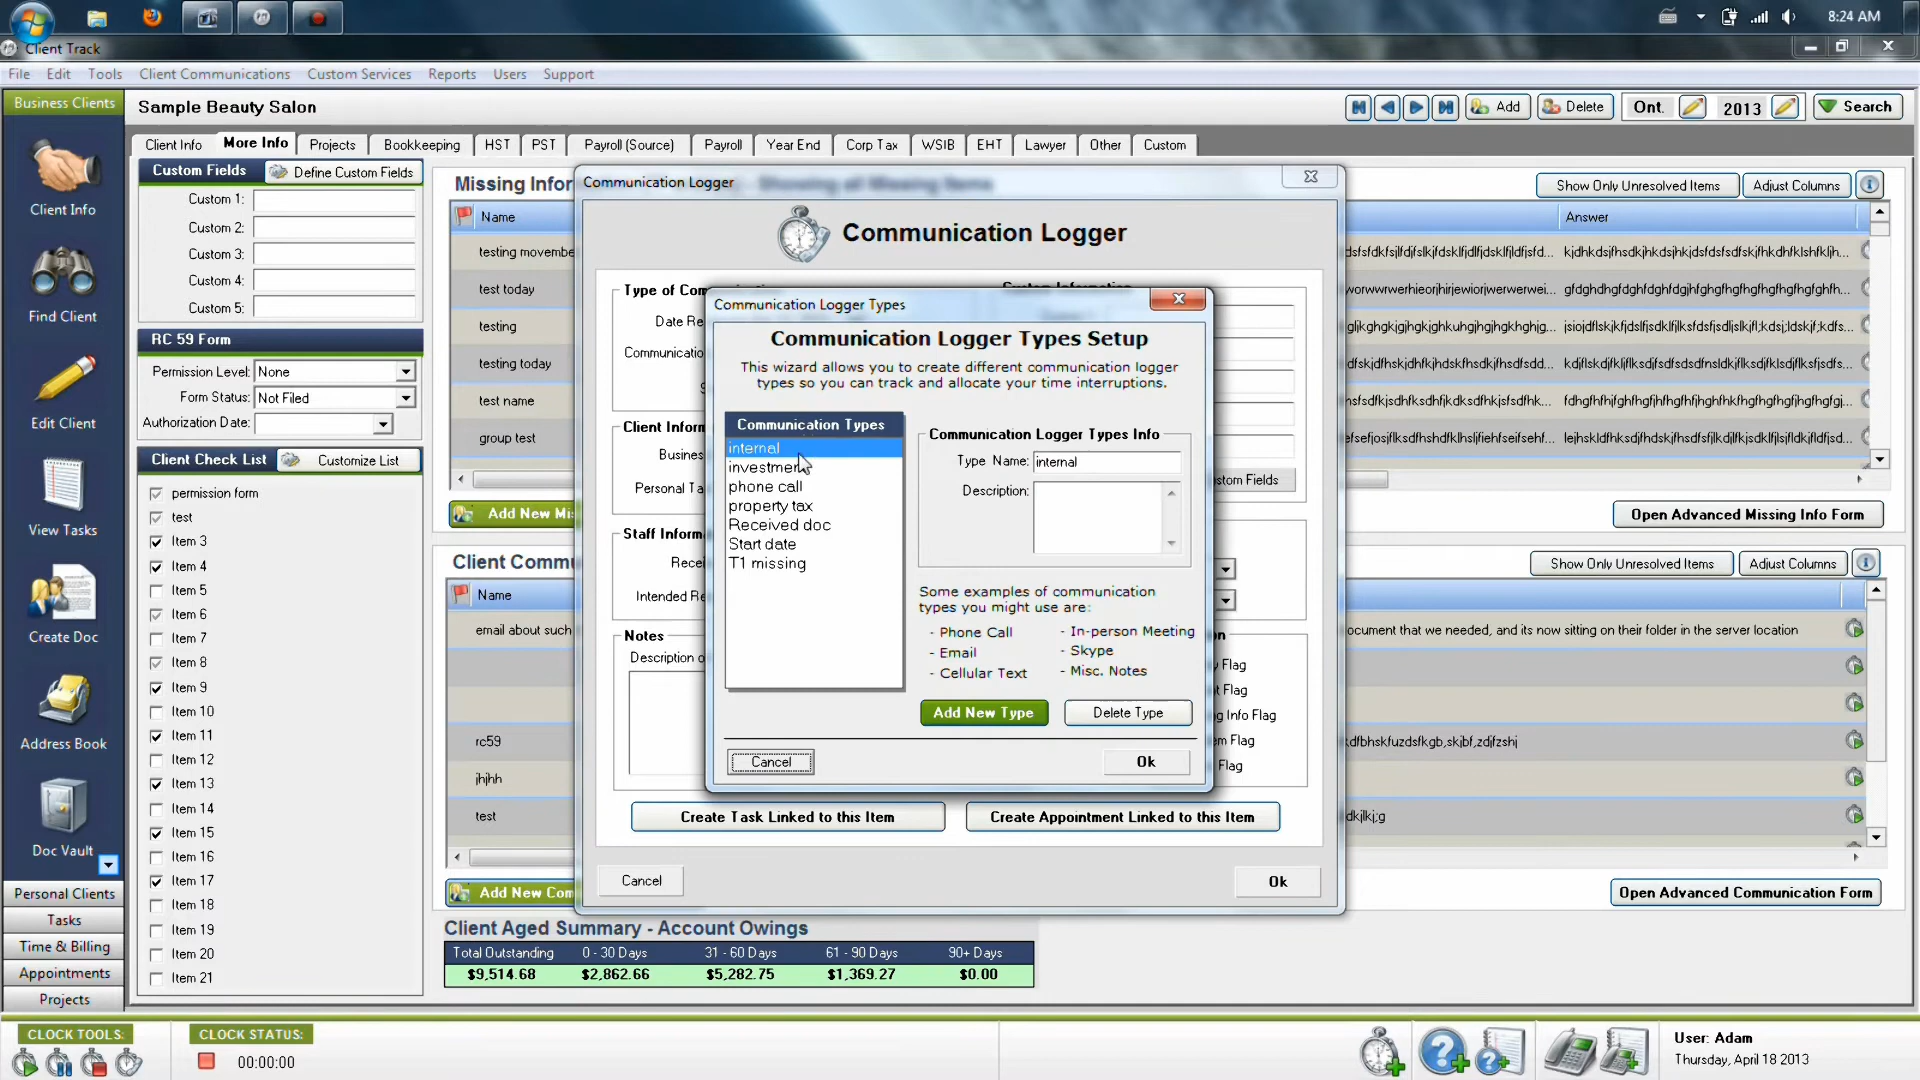 8:24 AM
Client Track
File Edit Tools Client Communications Custom Services Reports Users Support
Business Clients
Sample Beauty Salon
Add
Delete
Ont.
2013
Search
Client Info More Info Projects Bookkeeping HST PST Payroll (Source) Payroll Year End Corp Tax WSIB EHT Lawyer Other Custom
Client Info
Find Client
Edit Client
View Tasks
Create Doc
Address Book
Doc Vault
Personal Clients
Tasks
Time & Billing
Appointments
Projects
Custom Fields
Define Custom Fields
Custom 1:
Custom 2:
Custom 3:
Custom 4:
Custom 5:
RC 59 Form
Permission Level: None
Form Status: Not Filed
Authorization Date:
Client Check List
Customize List
permission form
test
Item 3
Item 4
Item 5
Item 6
Item 7
Item 8
Item 9
Item 10
Item 11
Item 12
Item 13
Item 14
Item 15
Item 16
Item 17
Item 18
Item 19
Item 20
Item 21
Missing Infor
- Showing all Missing Items
Show Only Unresolved Items
Adjust Columns
Name
Answer
testing movembe
test today
testing
testing today
test name
group test
Add New Mis
Open Advanced Missing Info Form
Client Commu
Show Only Unresolved Items
Adjust Columns
Name
email about such
ocument that we needed, and its now sitting on their folder in the server location
rc59
kdfbhskfuzdsfkgb,skjbf,zdjfzshj
jhjhh
test
dkjlkj;g
Add New Com
Open Advanced Communication Form
Communication Logger
Communication Logger
Type of Com
Date Re
Communicatio
Client Inform
Busines
Personal Ta
Staff Informa
Recei
Intended Re
Notes
Description o
System Information
stom Fields
on
y Flag
t Flag
g Info Flag
em Flag
Flag
Create Task Linked to this Item
Create Appointment Linked to this Item
Cancel
Ok
Communication Logger Types
Communication Logger Types Setup
This wizard allows you to create different communication logger
types so you can track and allocate your time interruptions.
Communication Types
internal
investment
phone call
property tax
Received doc
Start date
T1 missing
Communication Logger Types Info
Type Name: internal
Description:
Some examples of communication
types you might use are:
- Phone Call
- In-person Meeting
- Email
- Skype
- Cellular Text
- Misc. Notes
Add New Type
Delete Type
Cancel
Ok
Client Aged Summary - Account Owings
Total Outstanding 0 - 30 Days 31 - 60 Days 61 - 90 Days 90+ Days
$9,514.68 $2,862.66 $5,282.75 $1,369.27 $0.00
CLOCK TOOLS:
CLOCK STATUS:
00:00:00
User: Adam
Thursday, April 18 2013